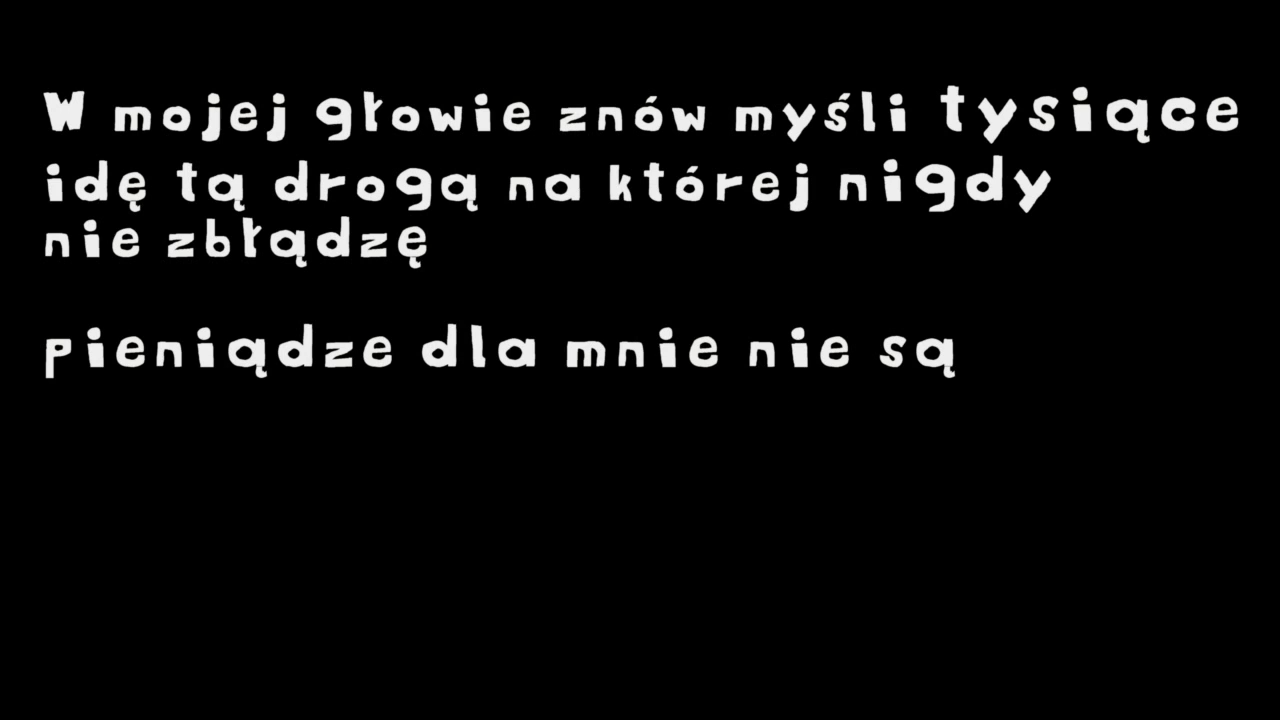 W mojej głowie znów myśli tysiące
idę tą drogą na której nigdy
nie zbłądzę
pieniądze dla mnie nie są